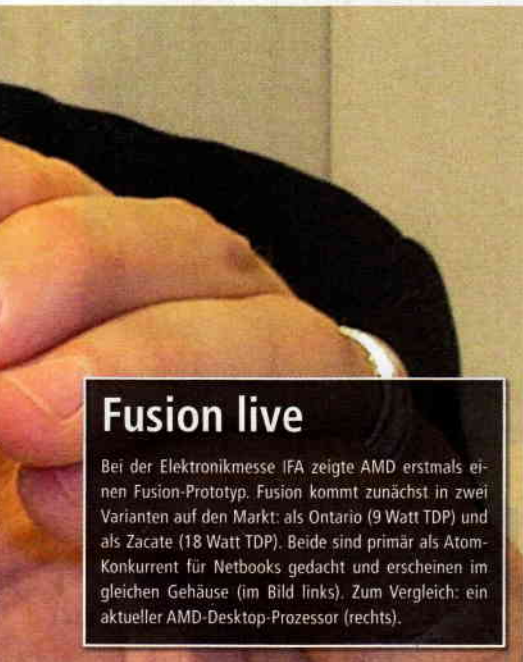 Fusion live
Bei der Elektronikmesse IFA zeigte AMD erstmals ei-
nen Fusion-Prototyp. Fusion kommt zunächst in zwei
Varianten auf den Markt: als Ontario (9 Watt TDP) und
als Zacate (18 Watt TDP). Beide sind primär als Atom-
Konkurrent für Netbooks gedacht und erscheinen im
gleichen Gehäuse (im Bild links). Zum Vergleich: ein
aktueller AMD-Desktop-Prozessor (rechts).